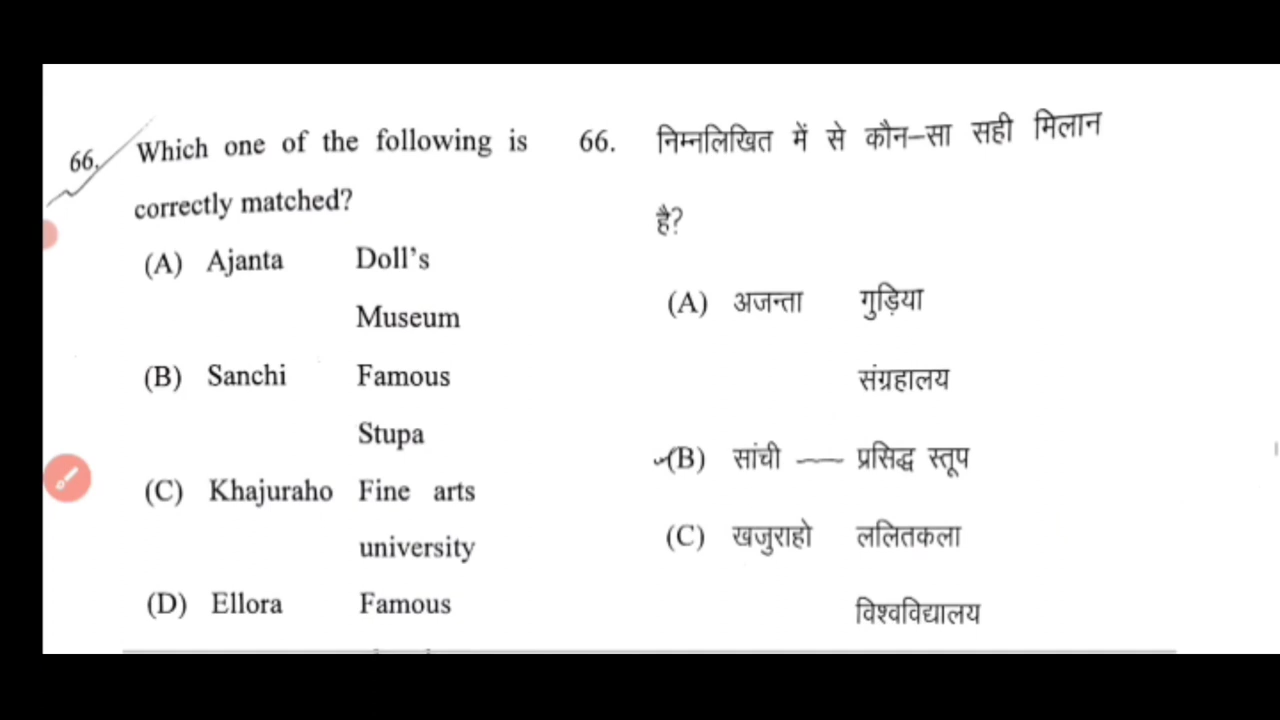 66. Which one of the following is
correctly matched?
(A) Ajanta Doll's
Museum
(B) Sanchi Famous
Stupa
(C) Khajuraho Fine arts
university
(D) Ellora Famous
66. निम्नलिखित में से कौन-सा सही मिलान
है?
(A) अजन्ता गुड़िया
संग्रहालय
(B) सांची — प्रसिद्ध स्तूप
(C) खजुराहो ललितकला
विश्वविद्यालय